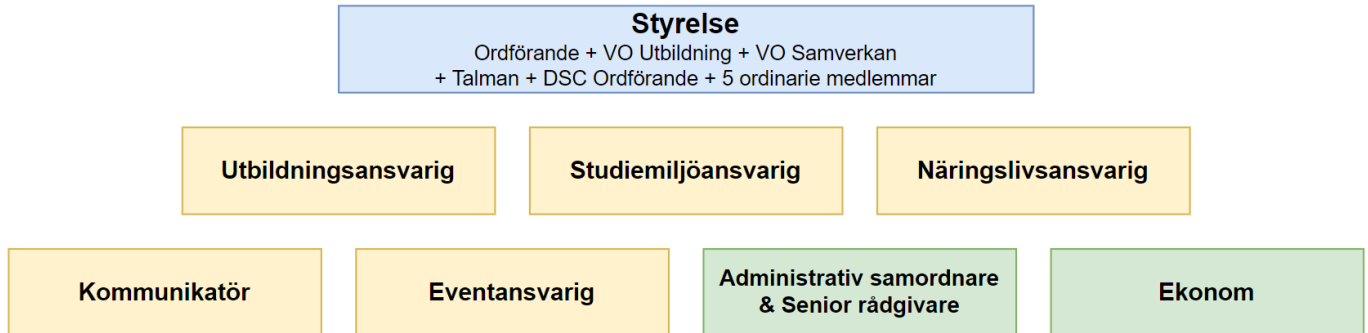 Styrelse
Ordförande + VO Utbildning + VO Samverkan
+ Talman + DSC Ordförande + 5 ordinarie medlemmar
Utbildningsansvarig
Studiemiljöansvarig
Näringslivsansvarig
Kommunikatör
Eventansvarig
Administrativ samordnare
& Senior rådgivare
Ekonom